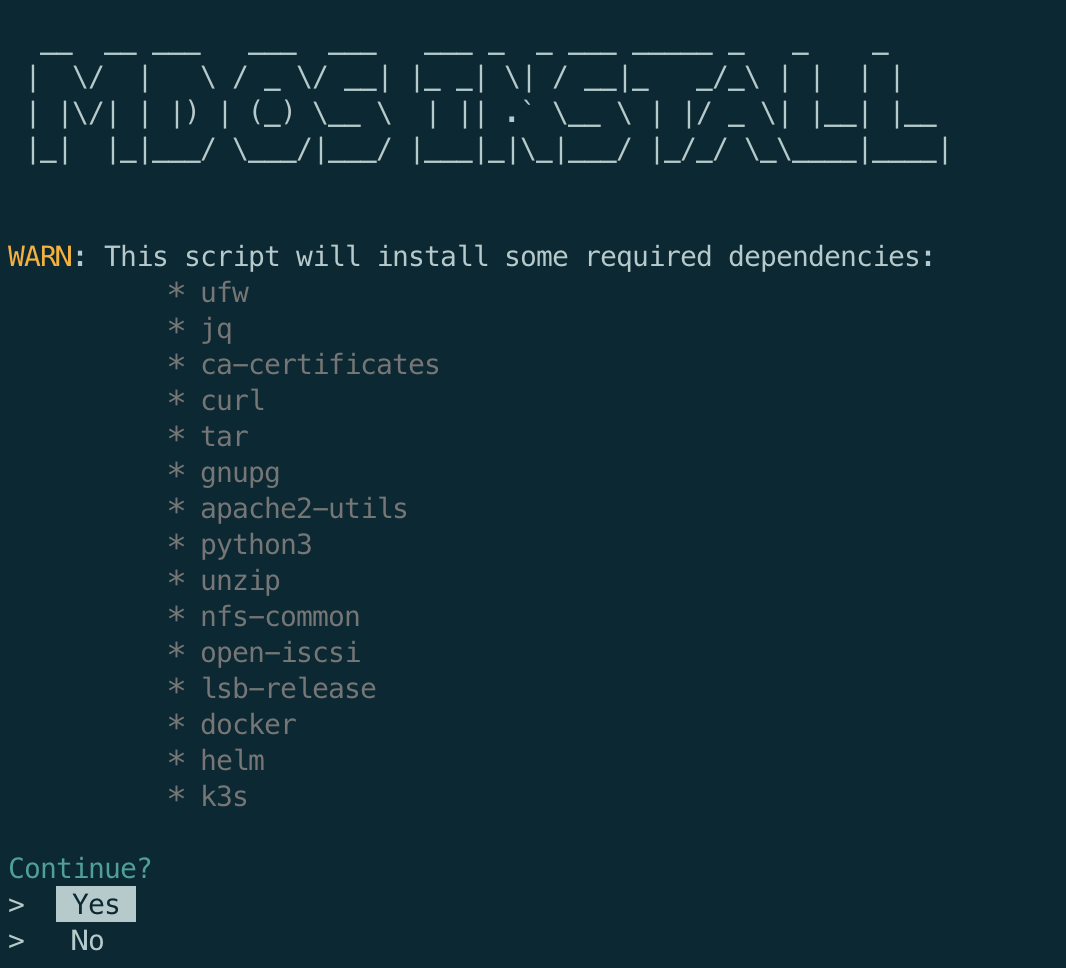 MDOS INSTALL
WARN: This script will install some required dependencies:
* ufw
* jq
* ca-certificates
* curl
* tar
* gnupg
* apache2-utils
* python3
* unzip
* nfs-common
* open-iscsi
* lsb-release
* docker
* helm
* k3s
Continue?
> Yes
> No